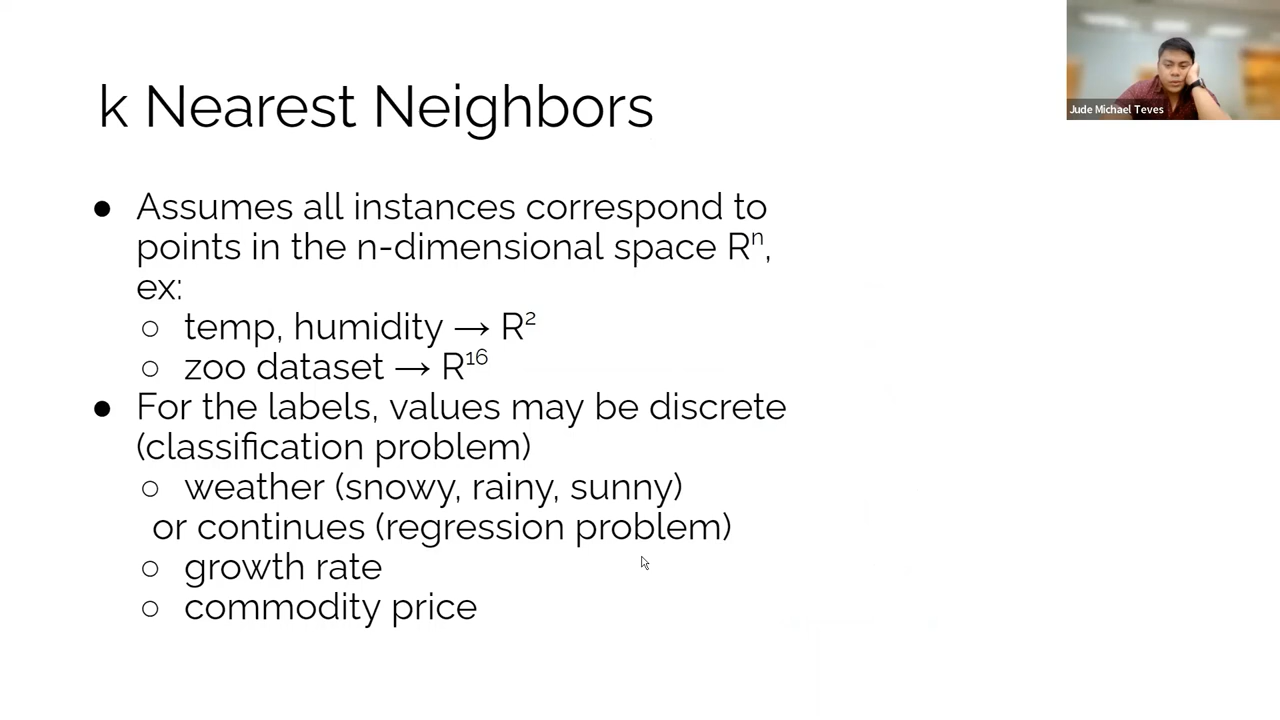 k Nearest Neighbors
Jude Michael Teves
● Assumes all instances correspond to
points in the n-dimensional space Rⁿ,
ex:
○ temp, humidity → R²
○ zoo dataset → R¹⁶
● For the labels, values may be discrete
(classification problem)
○ weather (snowy, rainy, sunny)
or continues (regression problem)
○ growth rate
○ commodity price